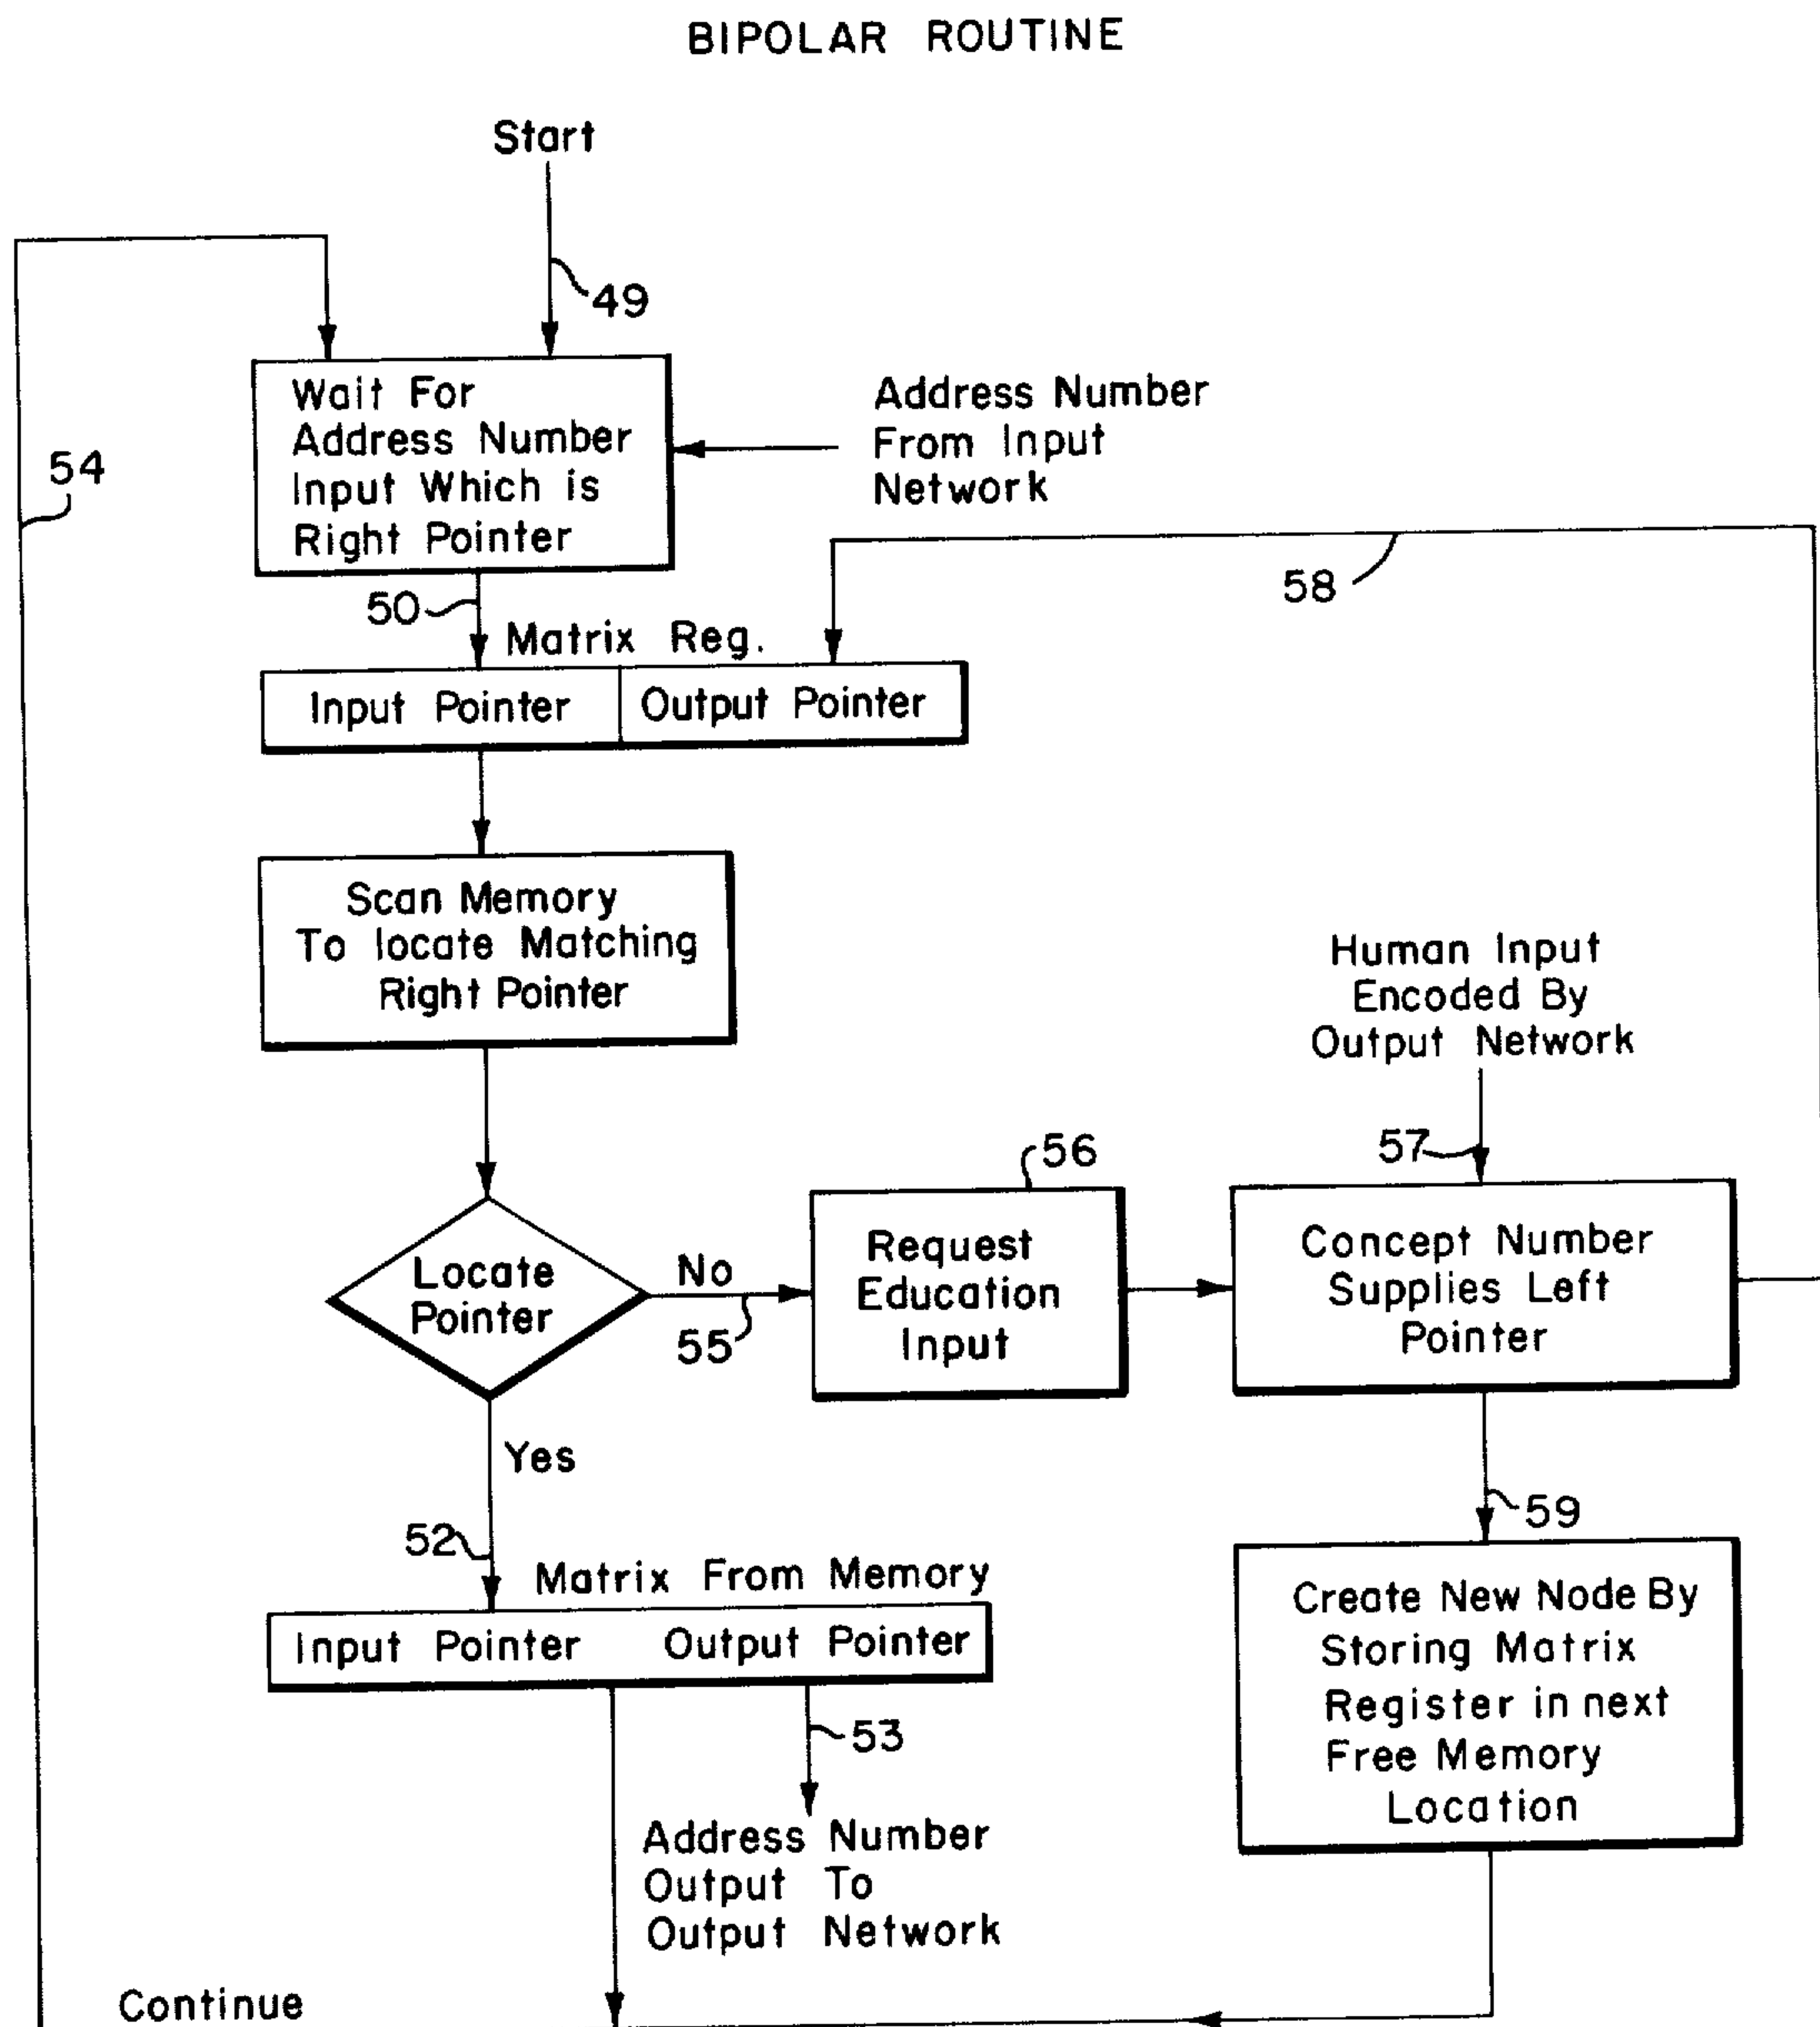 BIPOLAR ROUTINE
Start
49
Wait For
Address Number
Input Which is
Right Pointer
Address Number
From Input
Network
54
50
58
Matrix Reg.
Input Pointer
Output Pointer
Scan Memory
To locate Matching
Right Pointer
Human Input
Encoded By
Output Network
57
56
Locate
Pointer
No
55
Request
Education
Input
Concept Number
Supplies Left
Pointer
Yes
52
59
Matrix From Memory
Input Pointer
Output Pointer
53
Create New Node By
Storing Matrix
Register in next
Free Memory
Location
Address Number
Output To
Output Network
Continue